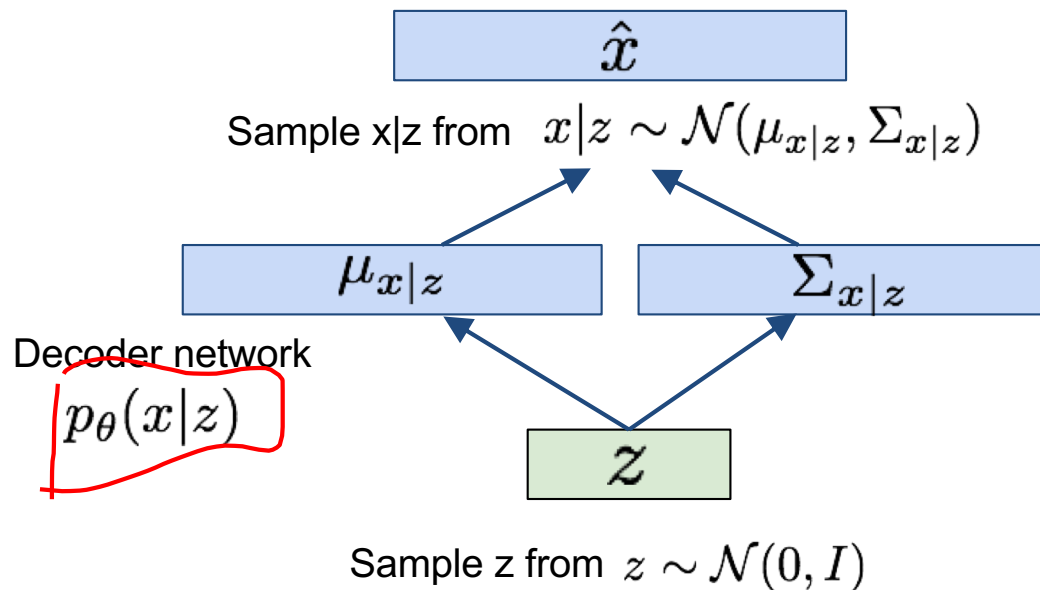 x̂
Sample x|z from x|z ∼ 𝒩(μ_{x|z}, Σ_{x|z})
μ_{x|z}
Σ_{x|z}
Decoder network
p_θ(x|z)
z
Sample z from z ∼ 𝒩(0, I)